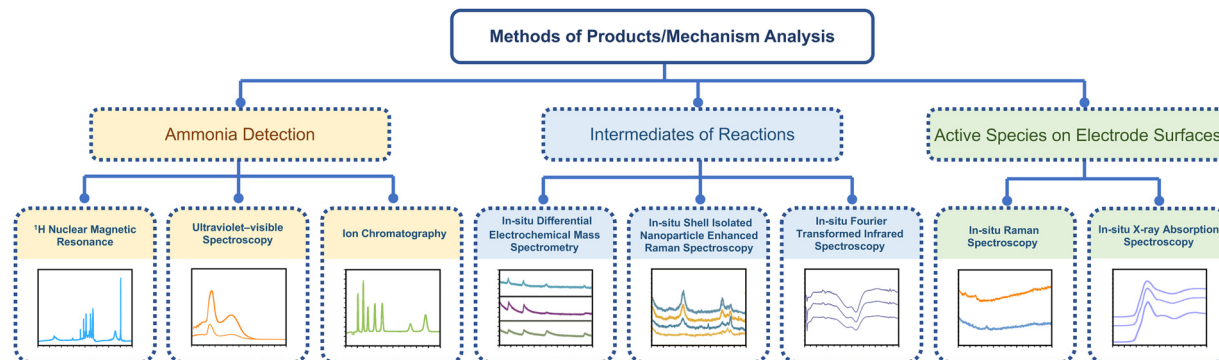 Methods of Products/Mechanism Analysis
Ammonia Detection
Intermediates of Reactions
Active Species on Electrode Surfaces
¹H Nuclear Magnetic
Resonance
Ultraviolet–visible
Spectroscopy
Ion Chromatography
In-situ Differential
Electrochemical Mass
Spectrometry
In-situ Shell Isolated
Nanoparticle Enhanced
Raman Spectroscopy
In-situ Fourier
Transformed Infrared
Spectroscopy
In-situ Raman
Spectroscopy
In-situ X-ray Absorption
Spectroscopy